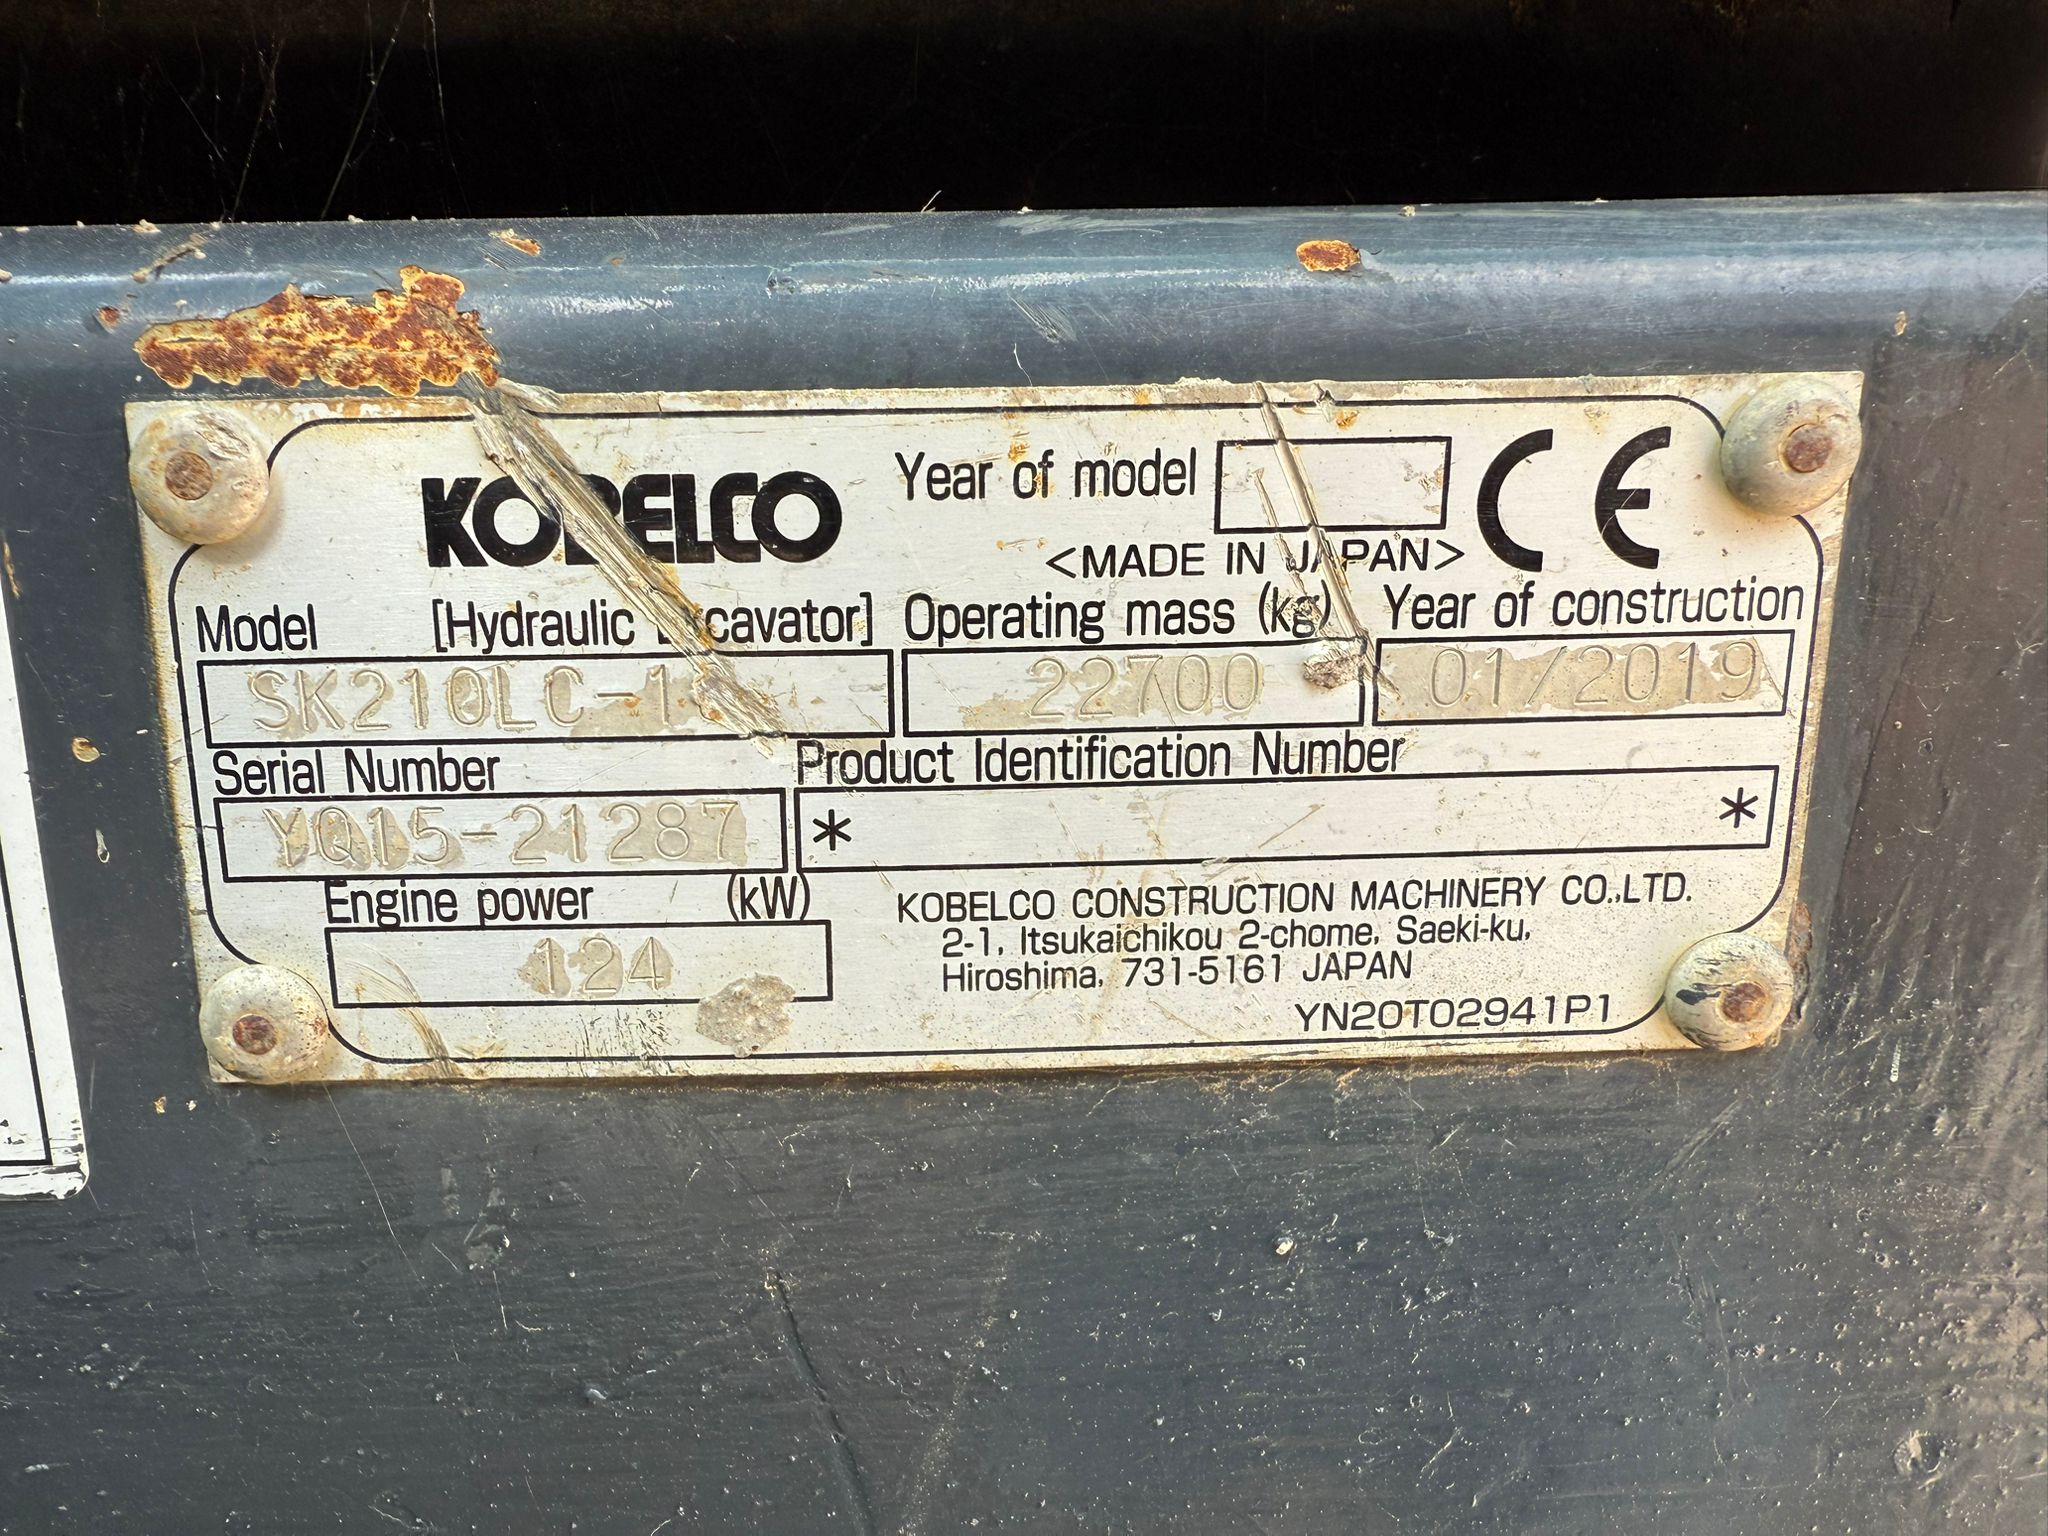 KOBELCO
Year of model
CE
<MADE IN JAPAN>
Model [Hydraulic Excavator] Operating mass (kg) Year of construction
22700 01/2019
Serial Number Product Identification Number
YQ15-21287 * *
Engine power (kW)
124
KOBELCO CONSTRUCTION MACHINERY CO.,LTD.
2-1, Itsukaichikou 2-chome, Saeki-ku,
Hiroshima, 731-5161 JAPAN
YN20T02941P1